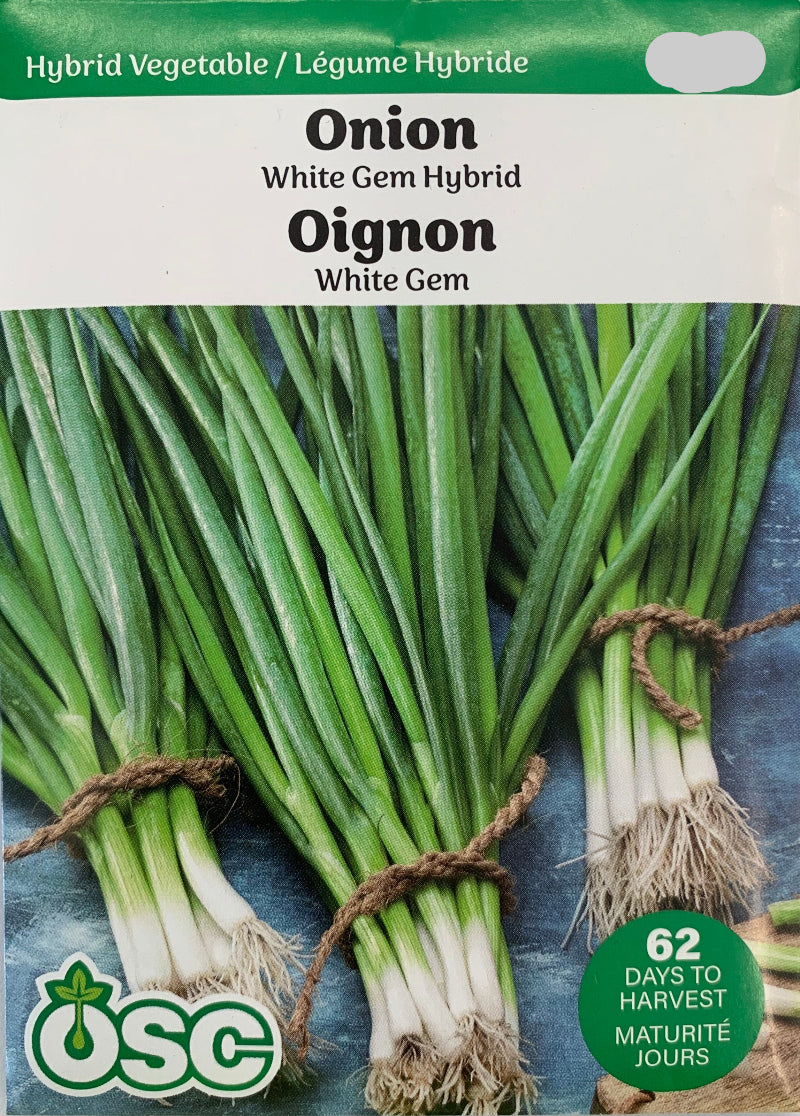 Hybrid Vegetable / Légume Hybride
Onion
White Gem Hybrid
Oignon
White Gem
62
DAYS TO
HARVEST
MATURITÉ
JOURS
OSC